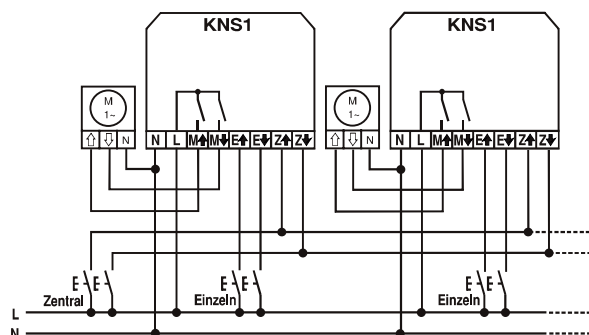 KNS1
KNS1
M
1~
M
1~
⇧ ⇩ N
N L M⬆ M⬇ E⬆ E⬇ Z⬆ Z⬇
⇧ ⇩ N
N L M⬆ M⬇ E⬆ E⬇ Z⬆ Z⬇
E E
Zentral
E E
Einzeln
E E
Einzeln
L
N